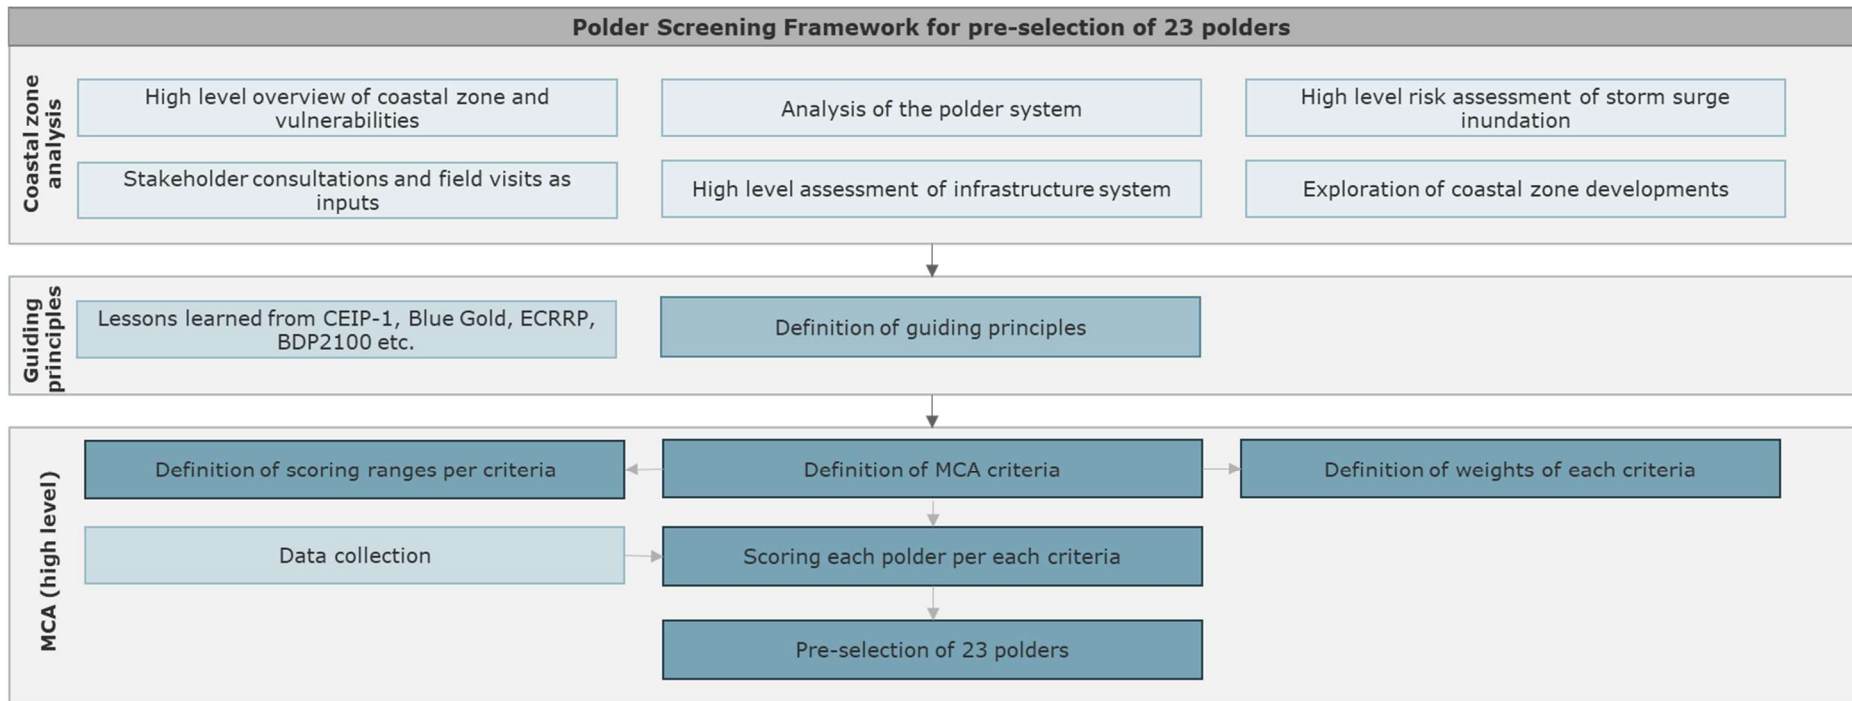 Polder Screening Framework for pre-selection of 23 polders
Coastal zone
analysis
High level overview of coastal zone and
vulnerabilities
Analysis of the polder system
High level risk assessment of storm surge
inundation
Stakeholder consultations and field visits as
inputs
High level assessment of infrastructure system
Exploration of coastal zone developments
Guiding
principles
Lessons learned from CEIP-1, Blue Gold, ECRRP,
BDP2100 etc.
Definition of guiding principles
MCA (high level)
Definition of scoring ranges per criteria
Definition of MCA criteria
Definition of weights of each criteria
Data collection
Scoring each polder per each criteria
Pre-selection of 23 polders